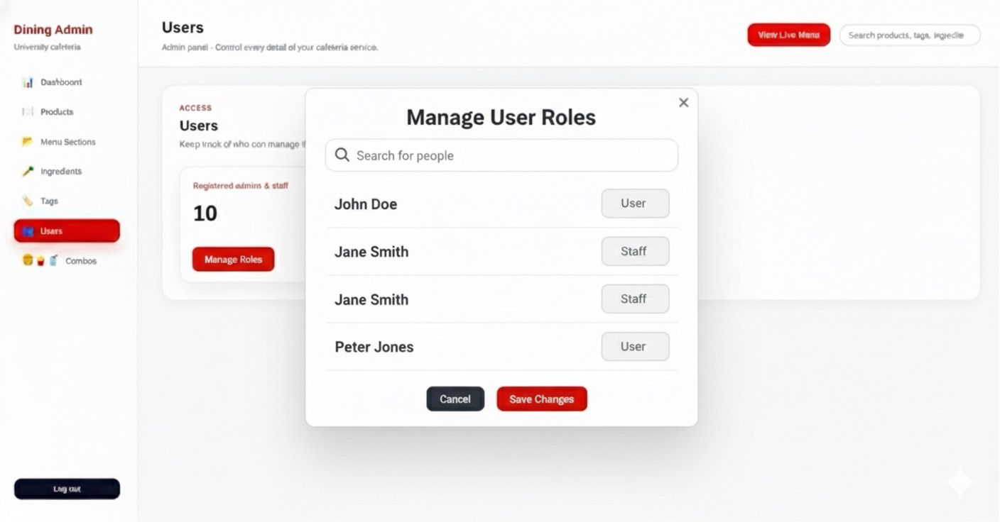 Dining Admin
University cafeteria
Dashboont
Products
Menu Sections
Ingredients
Tags
Users
Combos
Log out
Users
Admin panel - Control every detail of your cafeteria service.
View Live Menu
Search products, tags, ingredie
ACCESS
Users
Keep track of who can manage
Registered admins & staff
10
Manage Roles
Manage User Roles
Search for people
John Doe
User
Jane Smith
Staff
Jane Smith
Staff
Peter Jones
User
Cancel
Save Changes